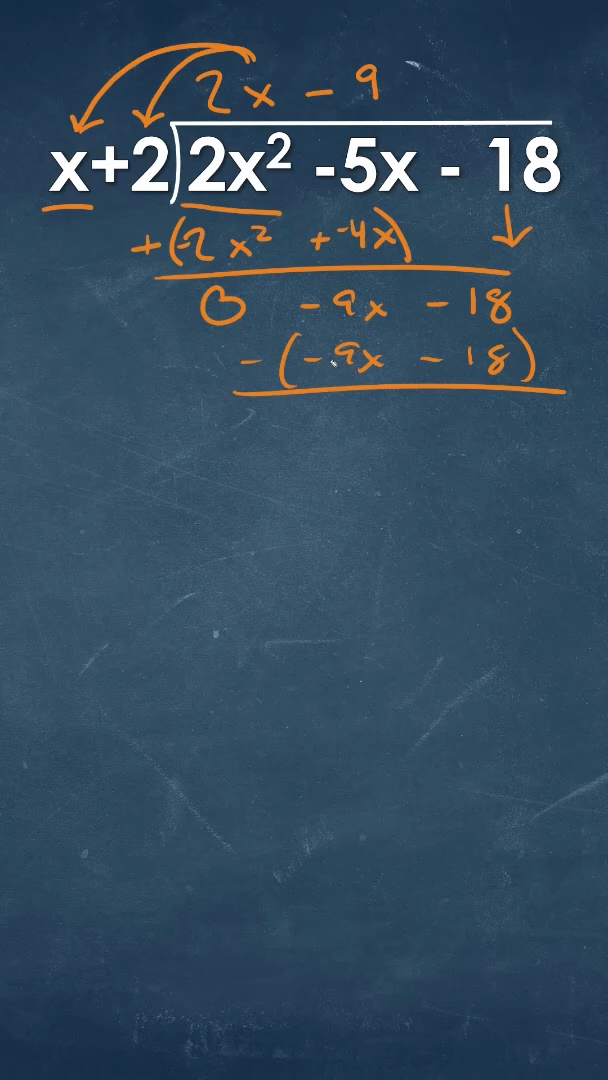 2x - 9
x+2)2x² -5x - 18
+(-2x² + -4x)
0 -9x - 18
-(-9x - 18)